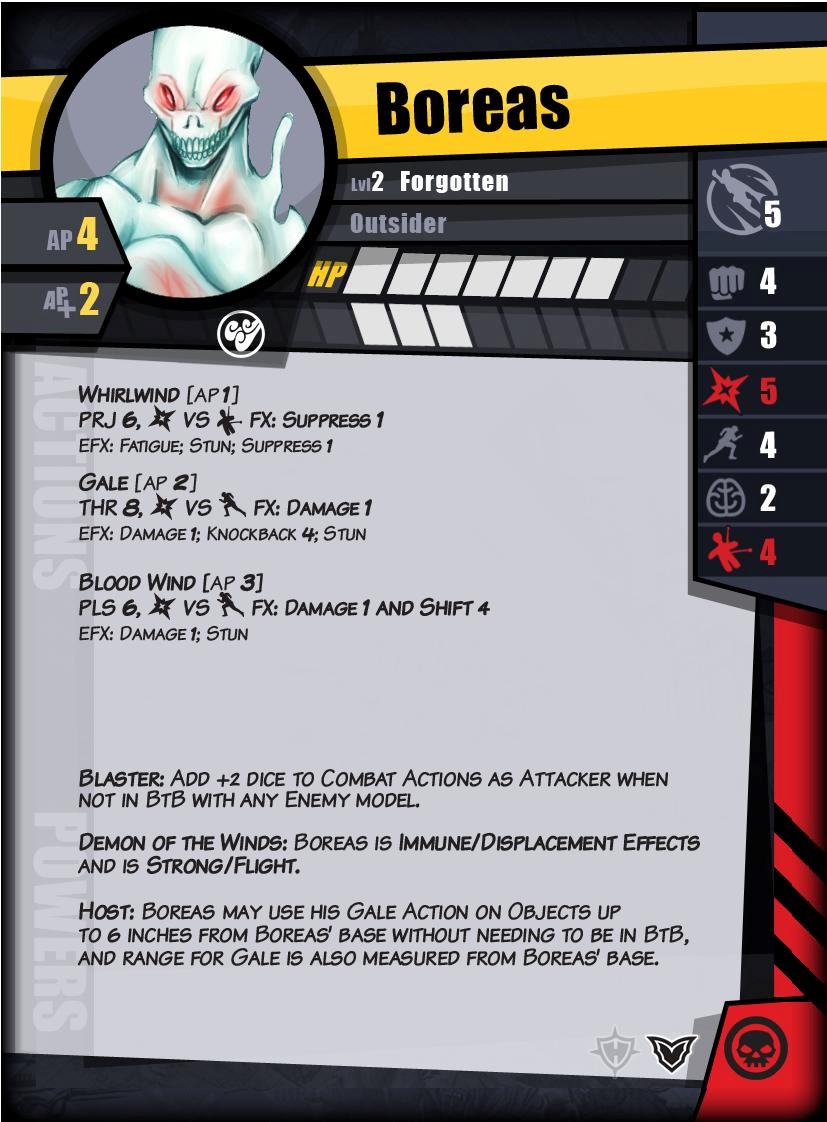 Boreas
Lvl2 Forgotten
Outsider
AP 4
AP+ 2
HP
5
4
3
5
4
2
4
ACTIONS
WHIRLWIND [AP 1]
PRJ 6, VS FX: SUPPRESS 1
EFX: FATIGUE; STUN; SUPPRESS 1
GALE [AP 2]
THR 8, VS FX: DAMAGE 1
EFX: DAMAGE 1; KNOCKBACK 4; STUN
BLOOD WIND [AP 3]
PLS 6, VS FX: DAMAGE 1 AND SHIFT 4
EFX: DAMAGE 1; STUN
POWERS
BLASTER: ADD +2 DICE TO COMBAT ACTIONS AS ATTACKER WHEN
NOT IN BTB WITH ANY ENEMY MODEL.
DEMON OF THE WINDS: BOREAS IS IMMUNE/DISPLACEMENT EFFECTS
AND IS STRONG/FLIGHT.
HOST: BOREAS MAY USE HIS GALE ACTION ON OBJECTS UP
TO 6 INCHES FROM BOREAS' BASE WITHOUT NEEDING TO BE IN BTB,
AND RANGE FOR GALE IS ALSO MEASURED FROM BOREAS' BASE.
H